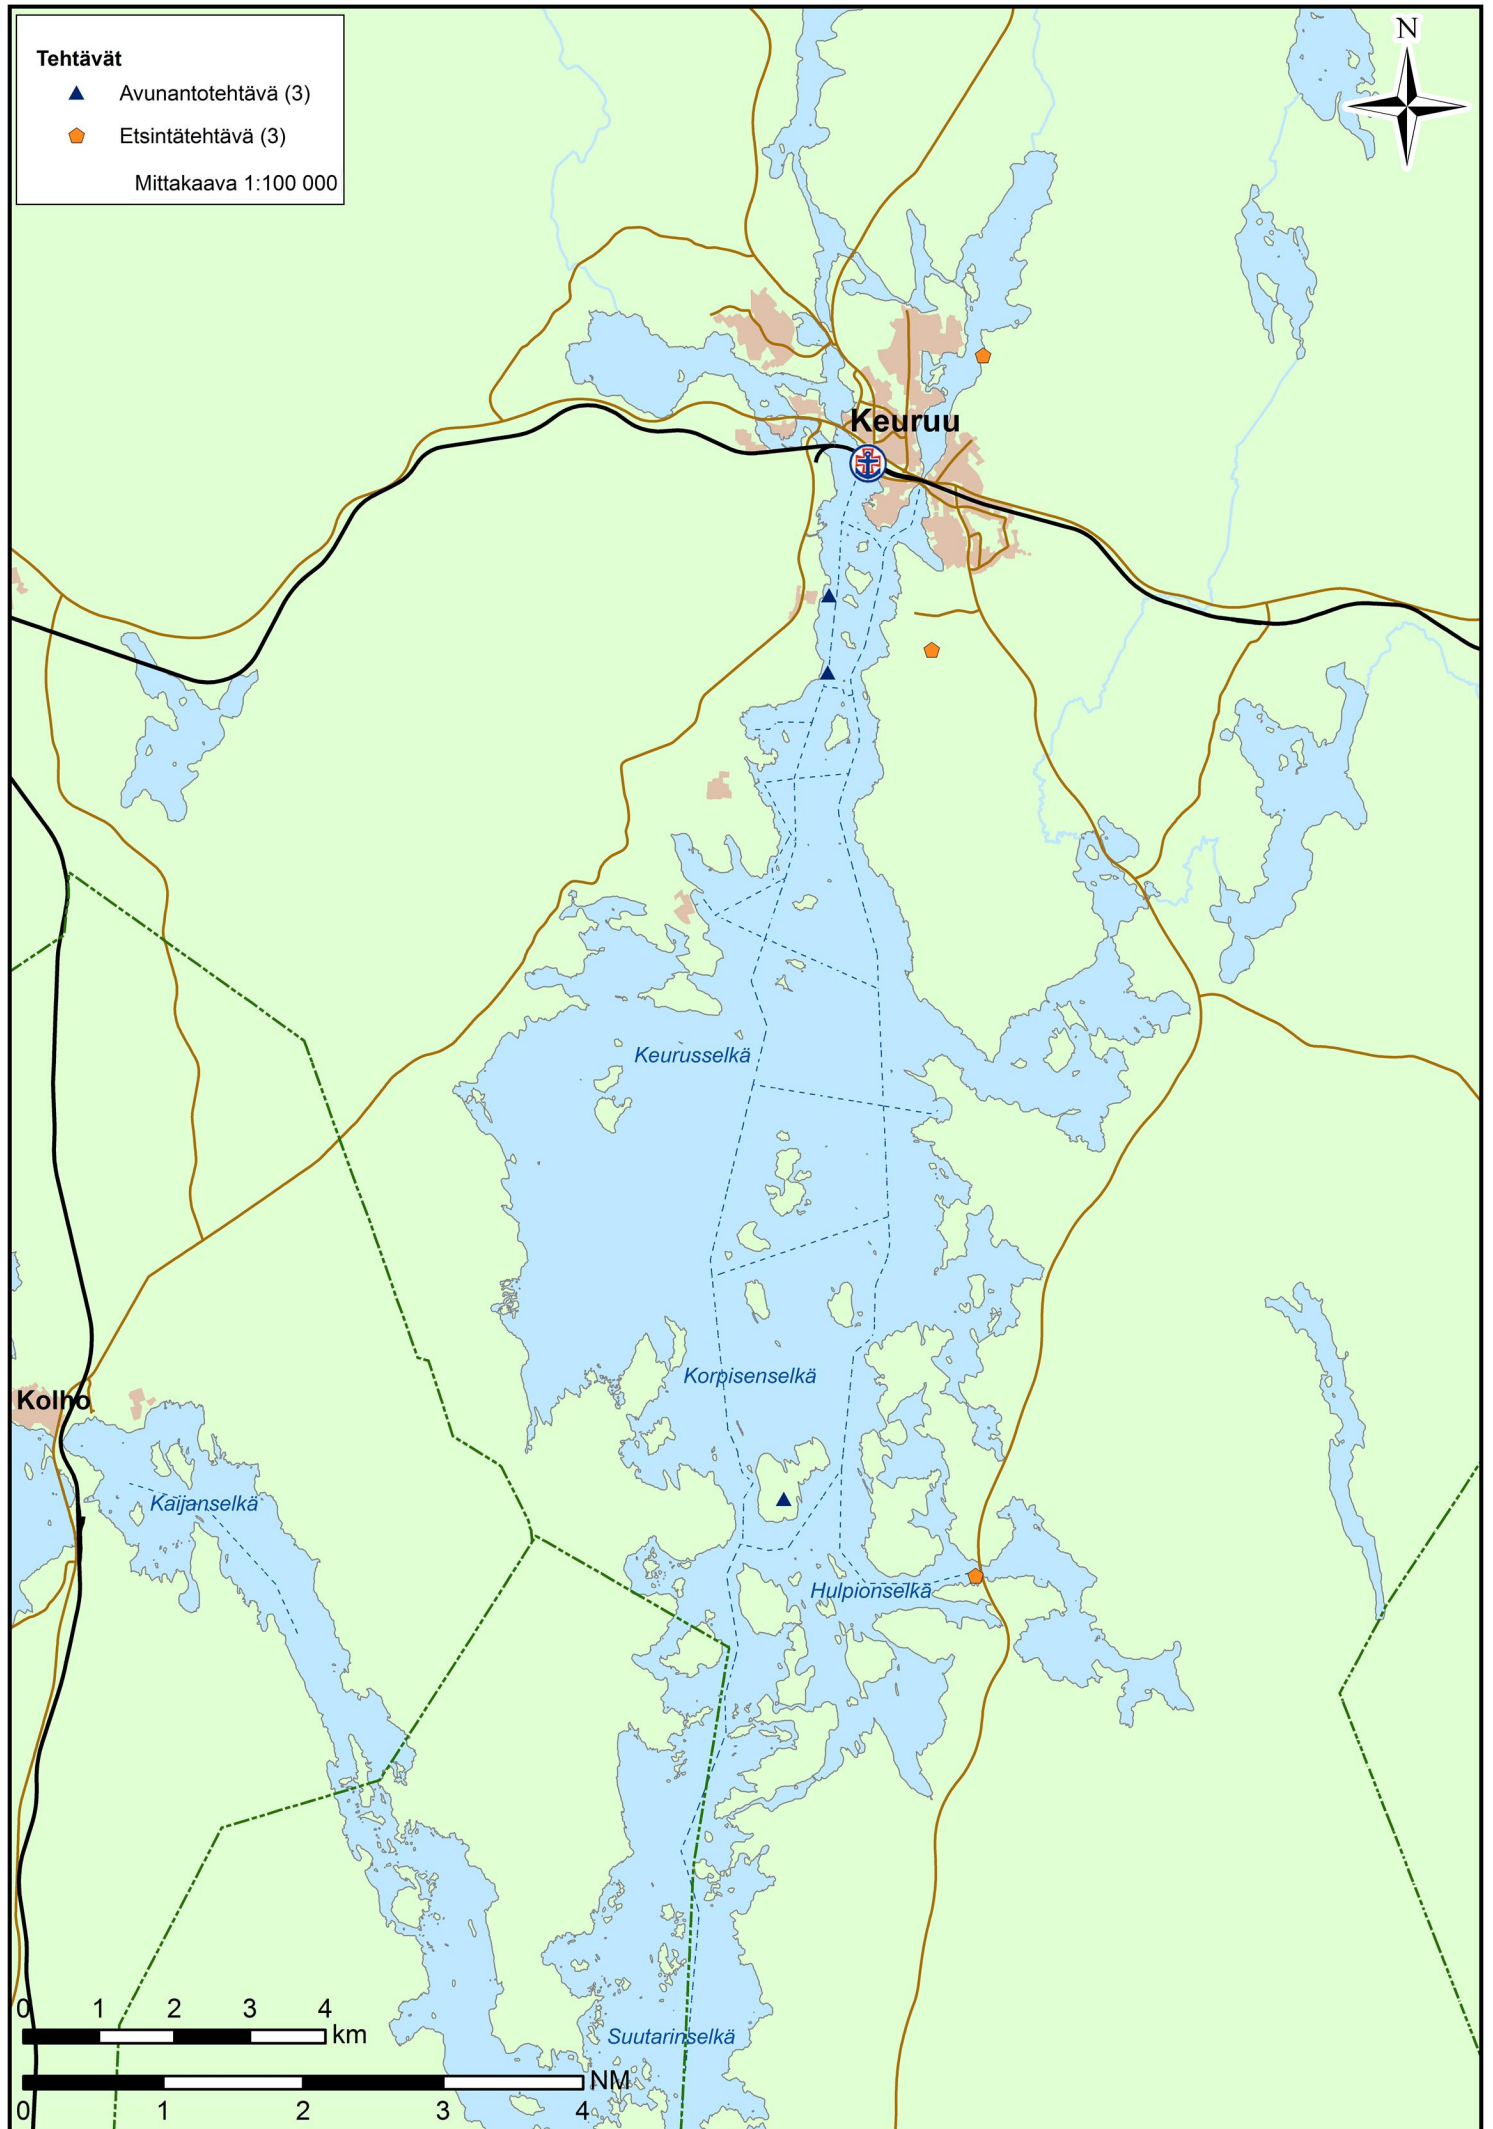 Tehtävät
Avunantotehtävä (3)
Etsintätehtävä (3)
Mittakaava 1:100 000
N
Keuruu
Keurusselkä
Korpisenselkä
Kolho
Kaijanselkä
Hulpionselkä
Suutarinselkä
0 1 2 3 4
km
NM
0 1 2 3 4